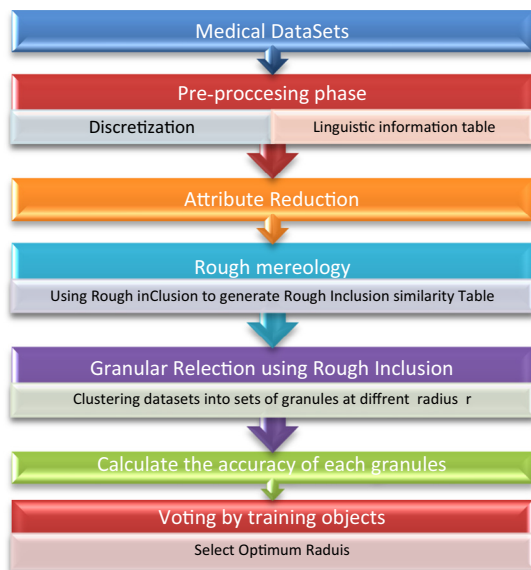 Medical DataSets
Pre-proccesing phase
Discretization
Linguistic information table
Attribute Reduction
Rough mereology
Using Rough inClusion to generate Rough Inclusion similarity Table
Granular Relection using Rough Inclusion
Clustering datasets into sets of granules at diffrent radius r
Calculate the accuracy of each granules
Voting by training objects
Select Optimum Raduis